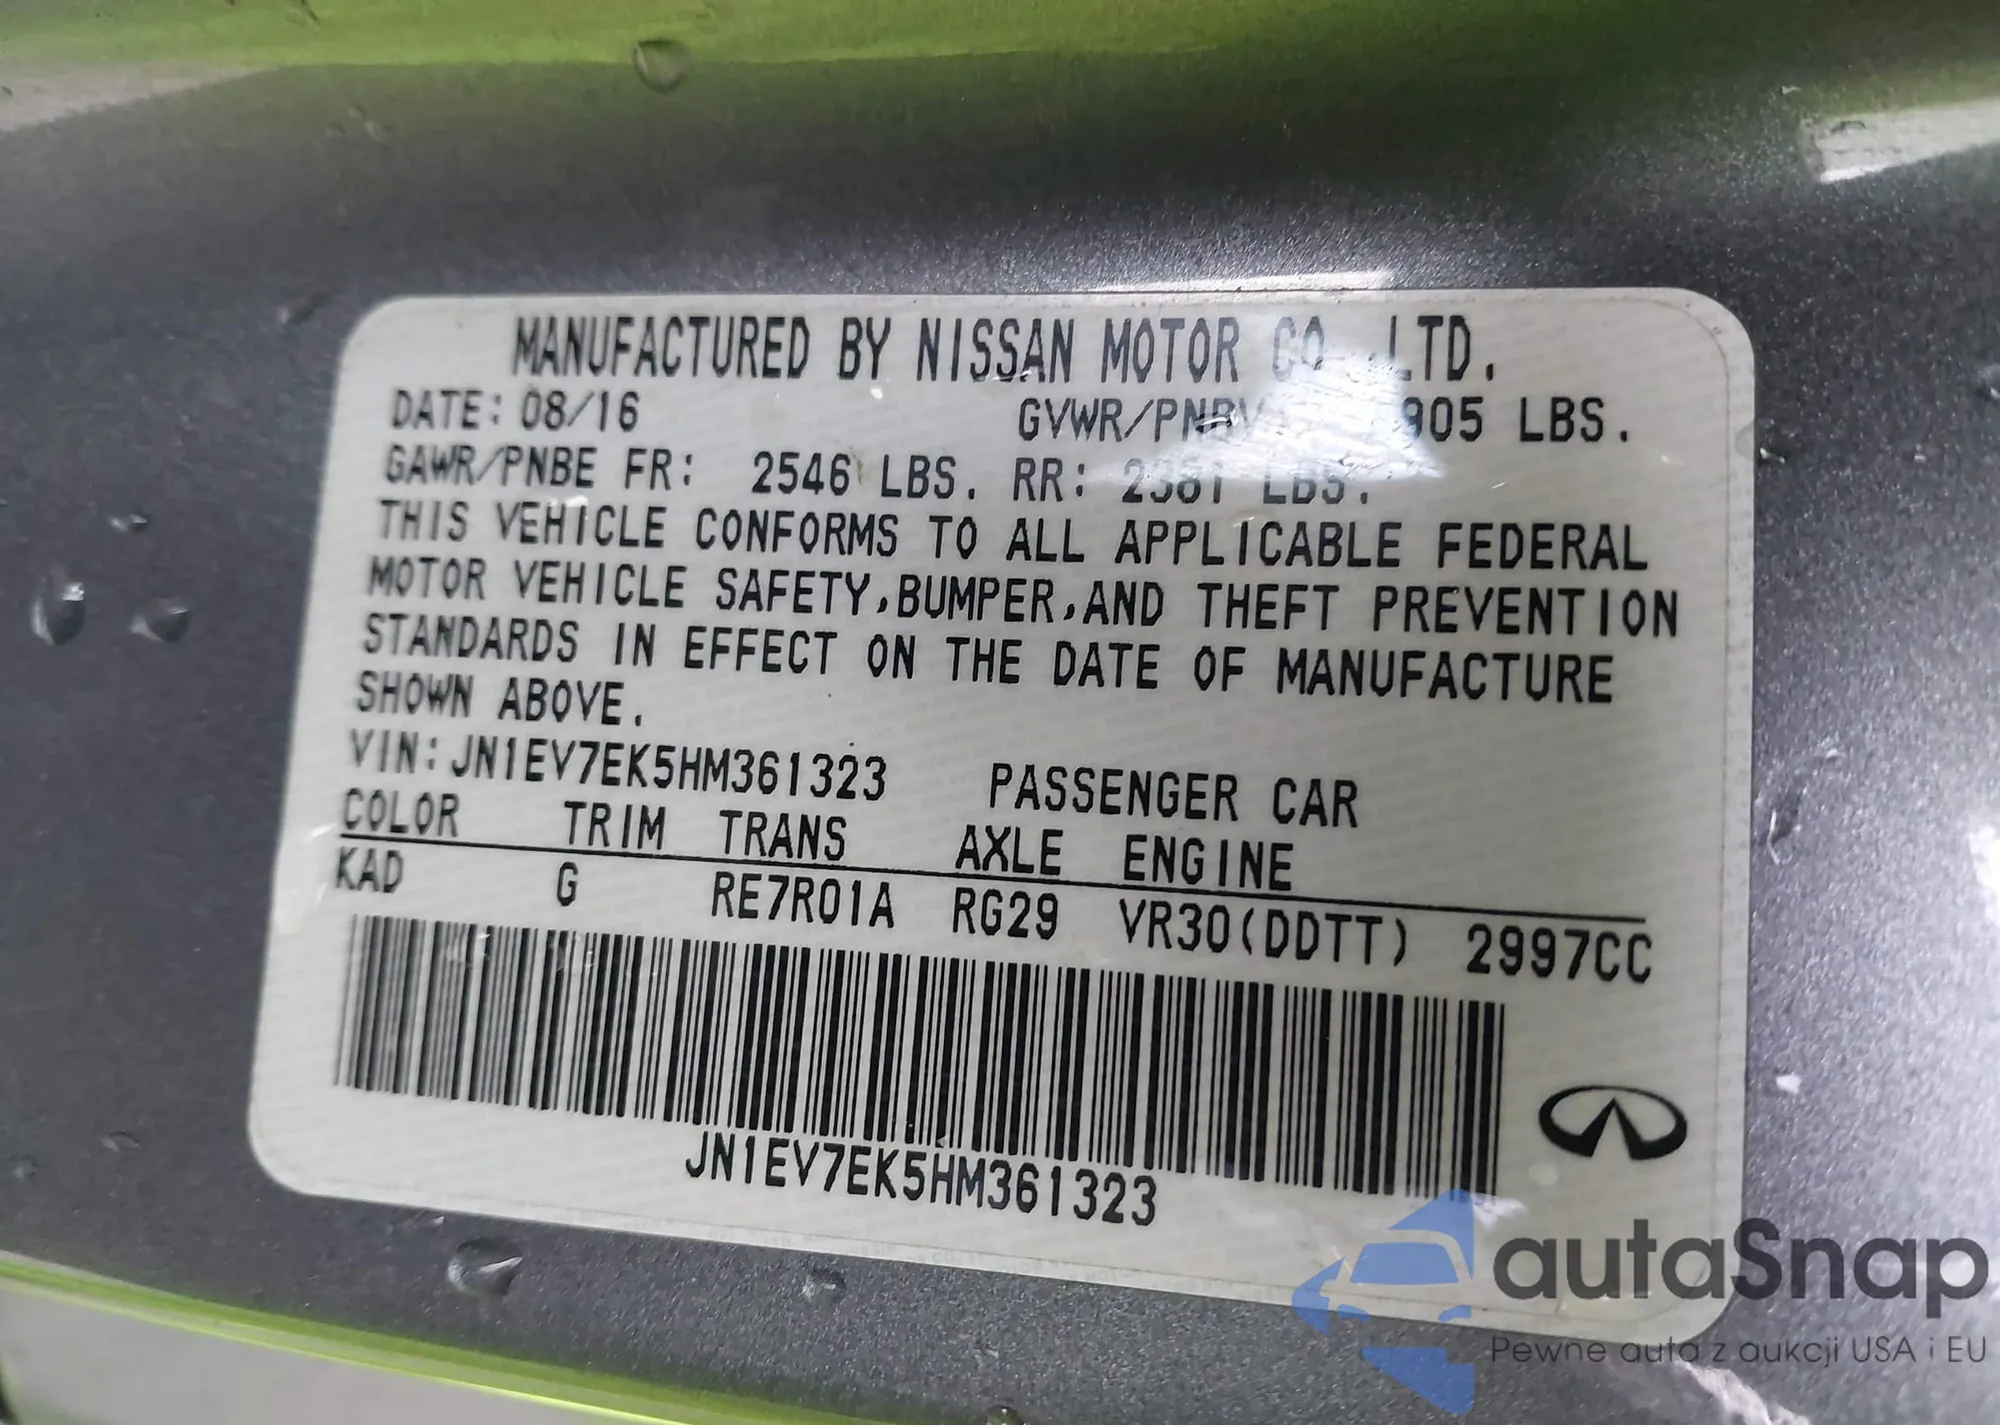 MANUFACTURED BY NISSAN MOTOR CO.,LTD.
DATE: 08/16 905 LBS.
GAWR/PNBE FR: 2546 LBS. RR: 2381 LBS.
THIS VEHICLE CONFORMS TO ALL APPLICABLE FEDERAL
MOTOR VEHICLE SAFETY,BUMPER,AND THEFT PREVENTION
STANDARDS IN EFFECT ON THE DATE OF MANUFACTURE
SHOWN ABOVE.
VIN:JN1EV7EK5HM361323 PASSENGER CAR
COLOR TRIM TRANS AXLE ENGINE
KAD G RE7R01A RG29 VR30(DDTT) 2997CC
JN1EV7EK5HM361323
autaSnap
Pewne auta z aukcji USA i EU